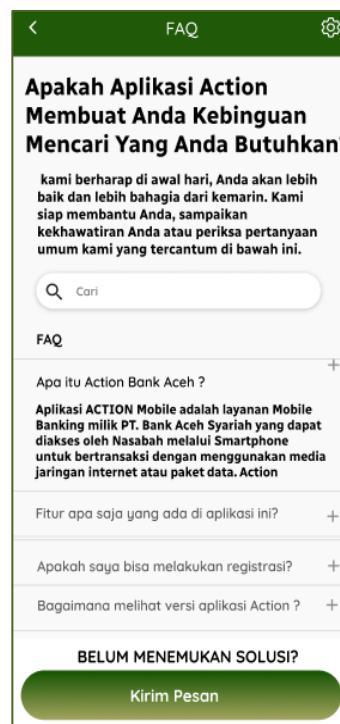 FAQ
Apakah Aplikasi Action
Membuat Anda Kebinguan
Mencari Yang Anda Butuhkan?
kami berharap di awal hari, Anda akan lebih
baik dan lebih bahagia dari kemarin. Kami
siap membantu Anda, sampaikan
kekhawatiran Anda atau periksa pertanyaan
umum kami yang tercantum di bawah ini.
Cari
FAQ
Apa itu Action Bank Aceh ?
Aplikasi ACTION Mobile adalah layanan Mobile
Banking milik PT. Bank Aceh Syariah yang dapat
diakses oleh Nasabah melalui Smartphone
untuk bertransaksi dengan menggunakan media
jaringan internet atau paket data. Action
Fitur apa saja yang ada di aplikasi ini?
Apakah saya bisa melakukan registrasi?
Bagaimana melihat versi aplikasi Action ?
BELUM MENEMUKAN SOLUSI?
Kirim Pesan